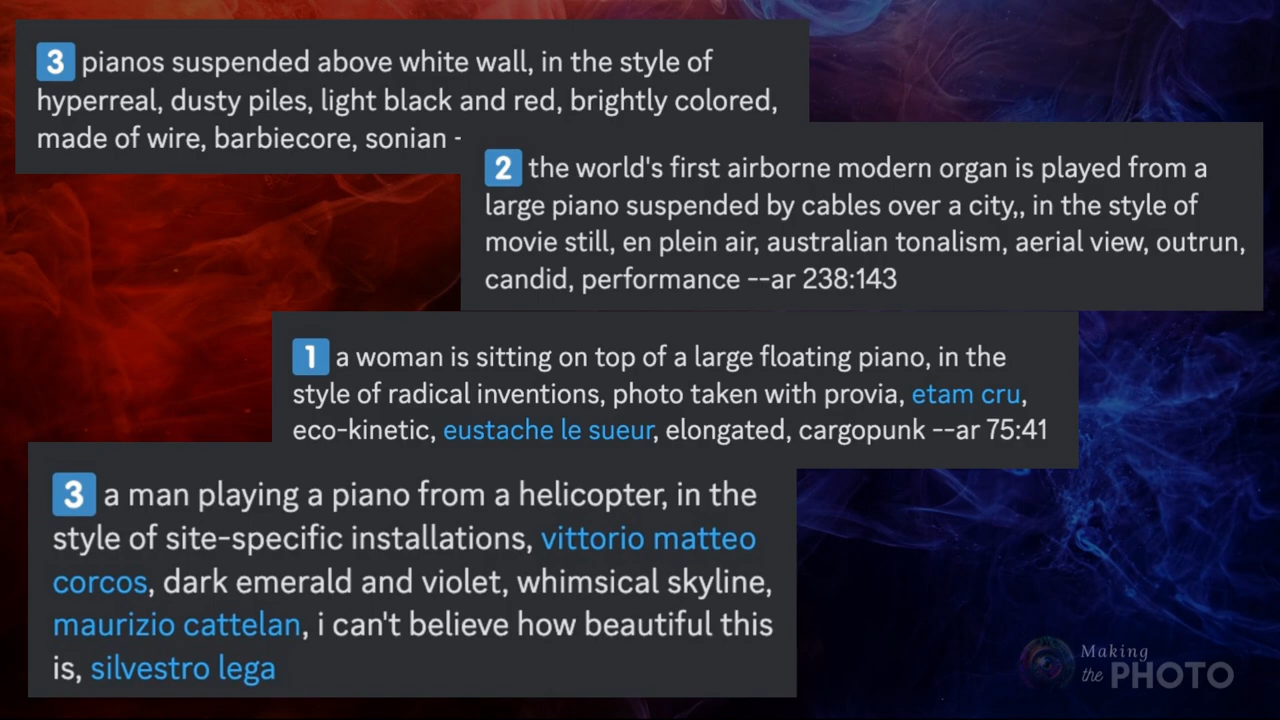 3 pianos suspended above white wall, in the style of
hyperreal, dusty piles, light black and red, brightly colored,
made of wire, barbiecore, sonian -
2 the world's first airborne modern organ is played from a
large piano suspended by cables over a city,, in the style of
movie still, en plein air, australian tonalism, aerial view, outrun,
candid, performance --ar 238:143
1 a woman is sitting on top of a large floating piano, in the
style of radical inventions, photo taken with provia, etam cru,
eco-kinetic, eustache le sueur, elongated, cargopunk --ar 75:41
3 a man playing a piano from a helicopter, in the
style of site-specific installations, vittorio matteo
corcos, dark emerald and violet, whimsical skyline,
maurizio cattelan, i can't believe how beautiful this
is, silvestro lega
Making
the PHOTO